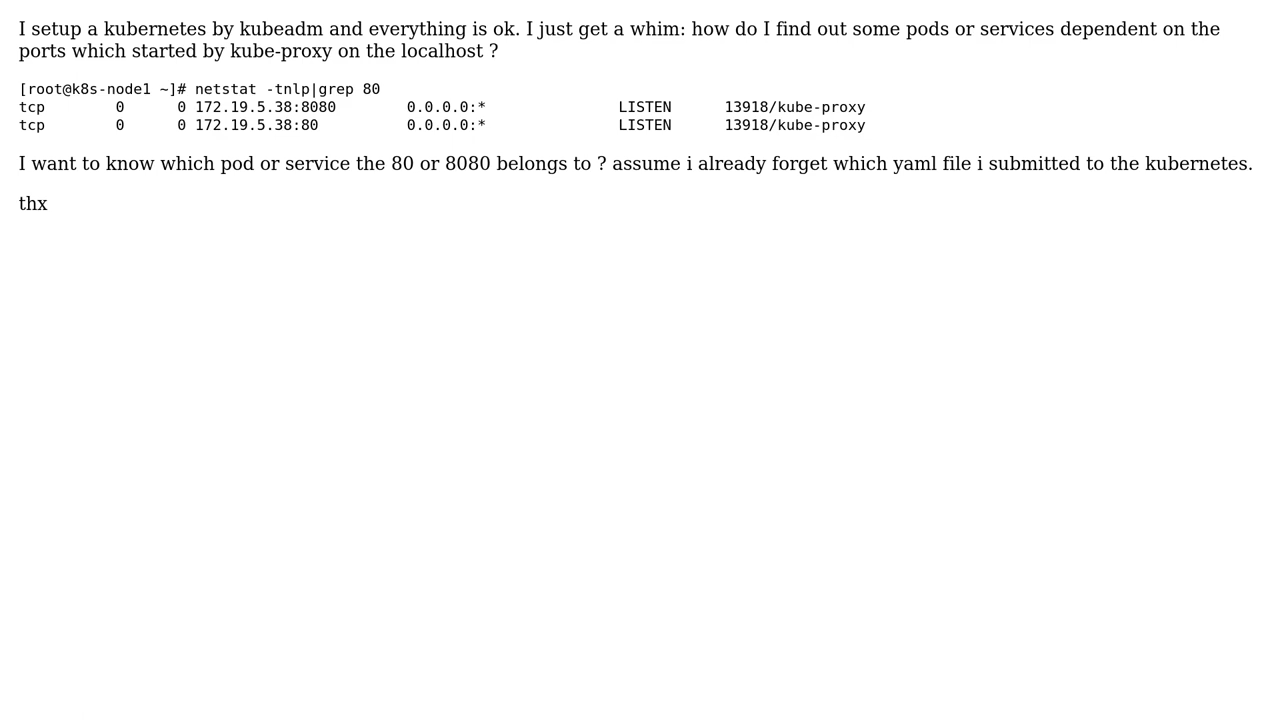 I setup a kubernetes by kubeadm and everything is ok. I just get a whim: how do I find out some pods or services dependent on the
ports which started by kube-proxy on the localhost ?
[root@k8s-node1 ~]# netstat -tnlp|grep 80
tcp        0      0 172.19.5.38:8080        0.0.0.0:*               LISTEN      13918/kube-proxy
tcp        0      0 172.19.5.38:80          0.0.0.0:*               LISTEN      13918/kube-proxy
I want to know which pod or service the 80 or 8080 belongs to ? assume i already forget which yaml file i submitted to the kubernetes.
thx